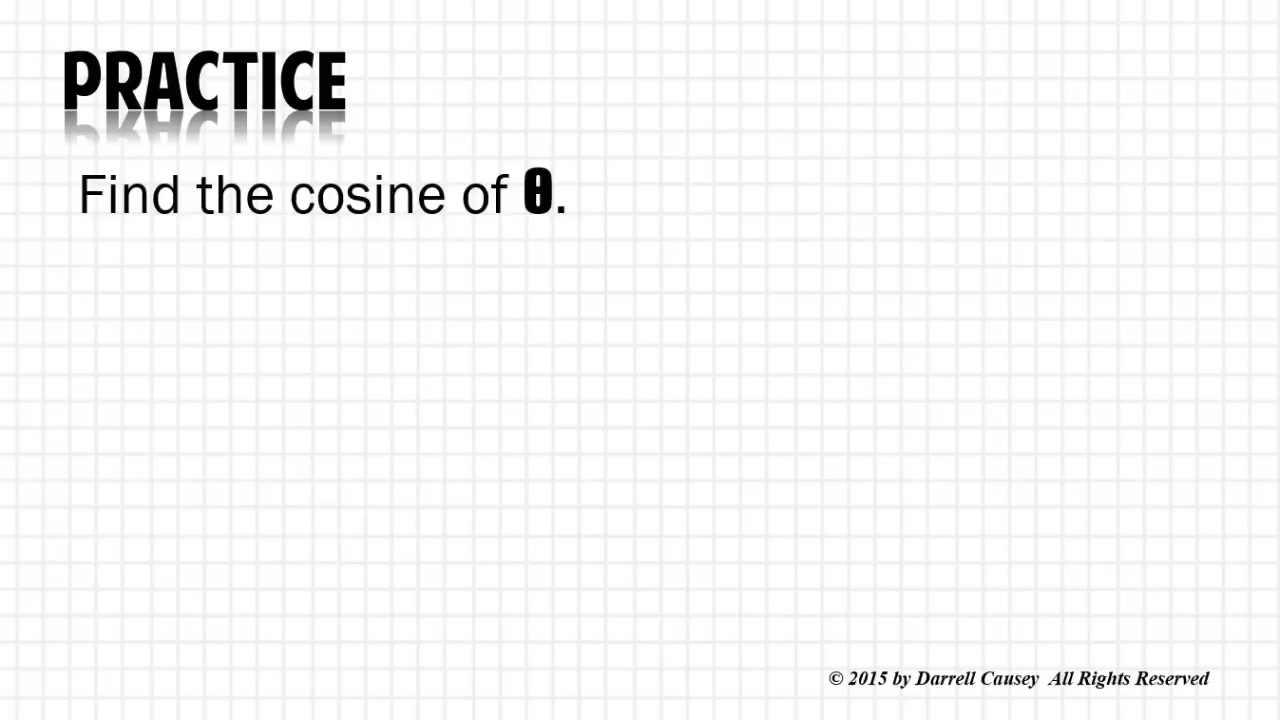 PRACTICE
Find the cosine of θ.
© 2015 by Darrell Causey All Rights Reserved